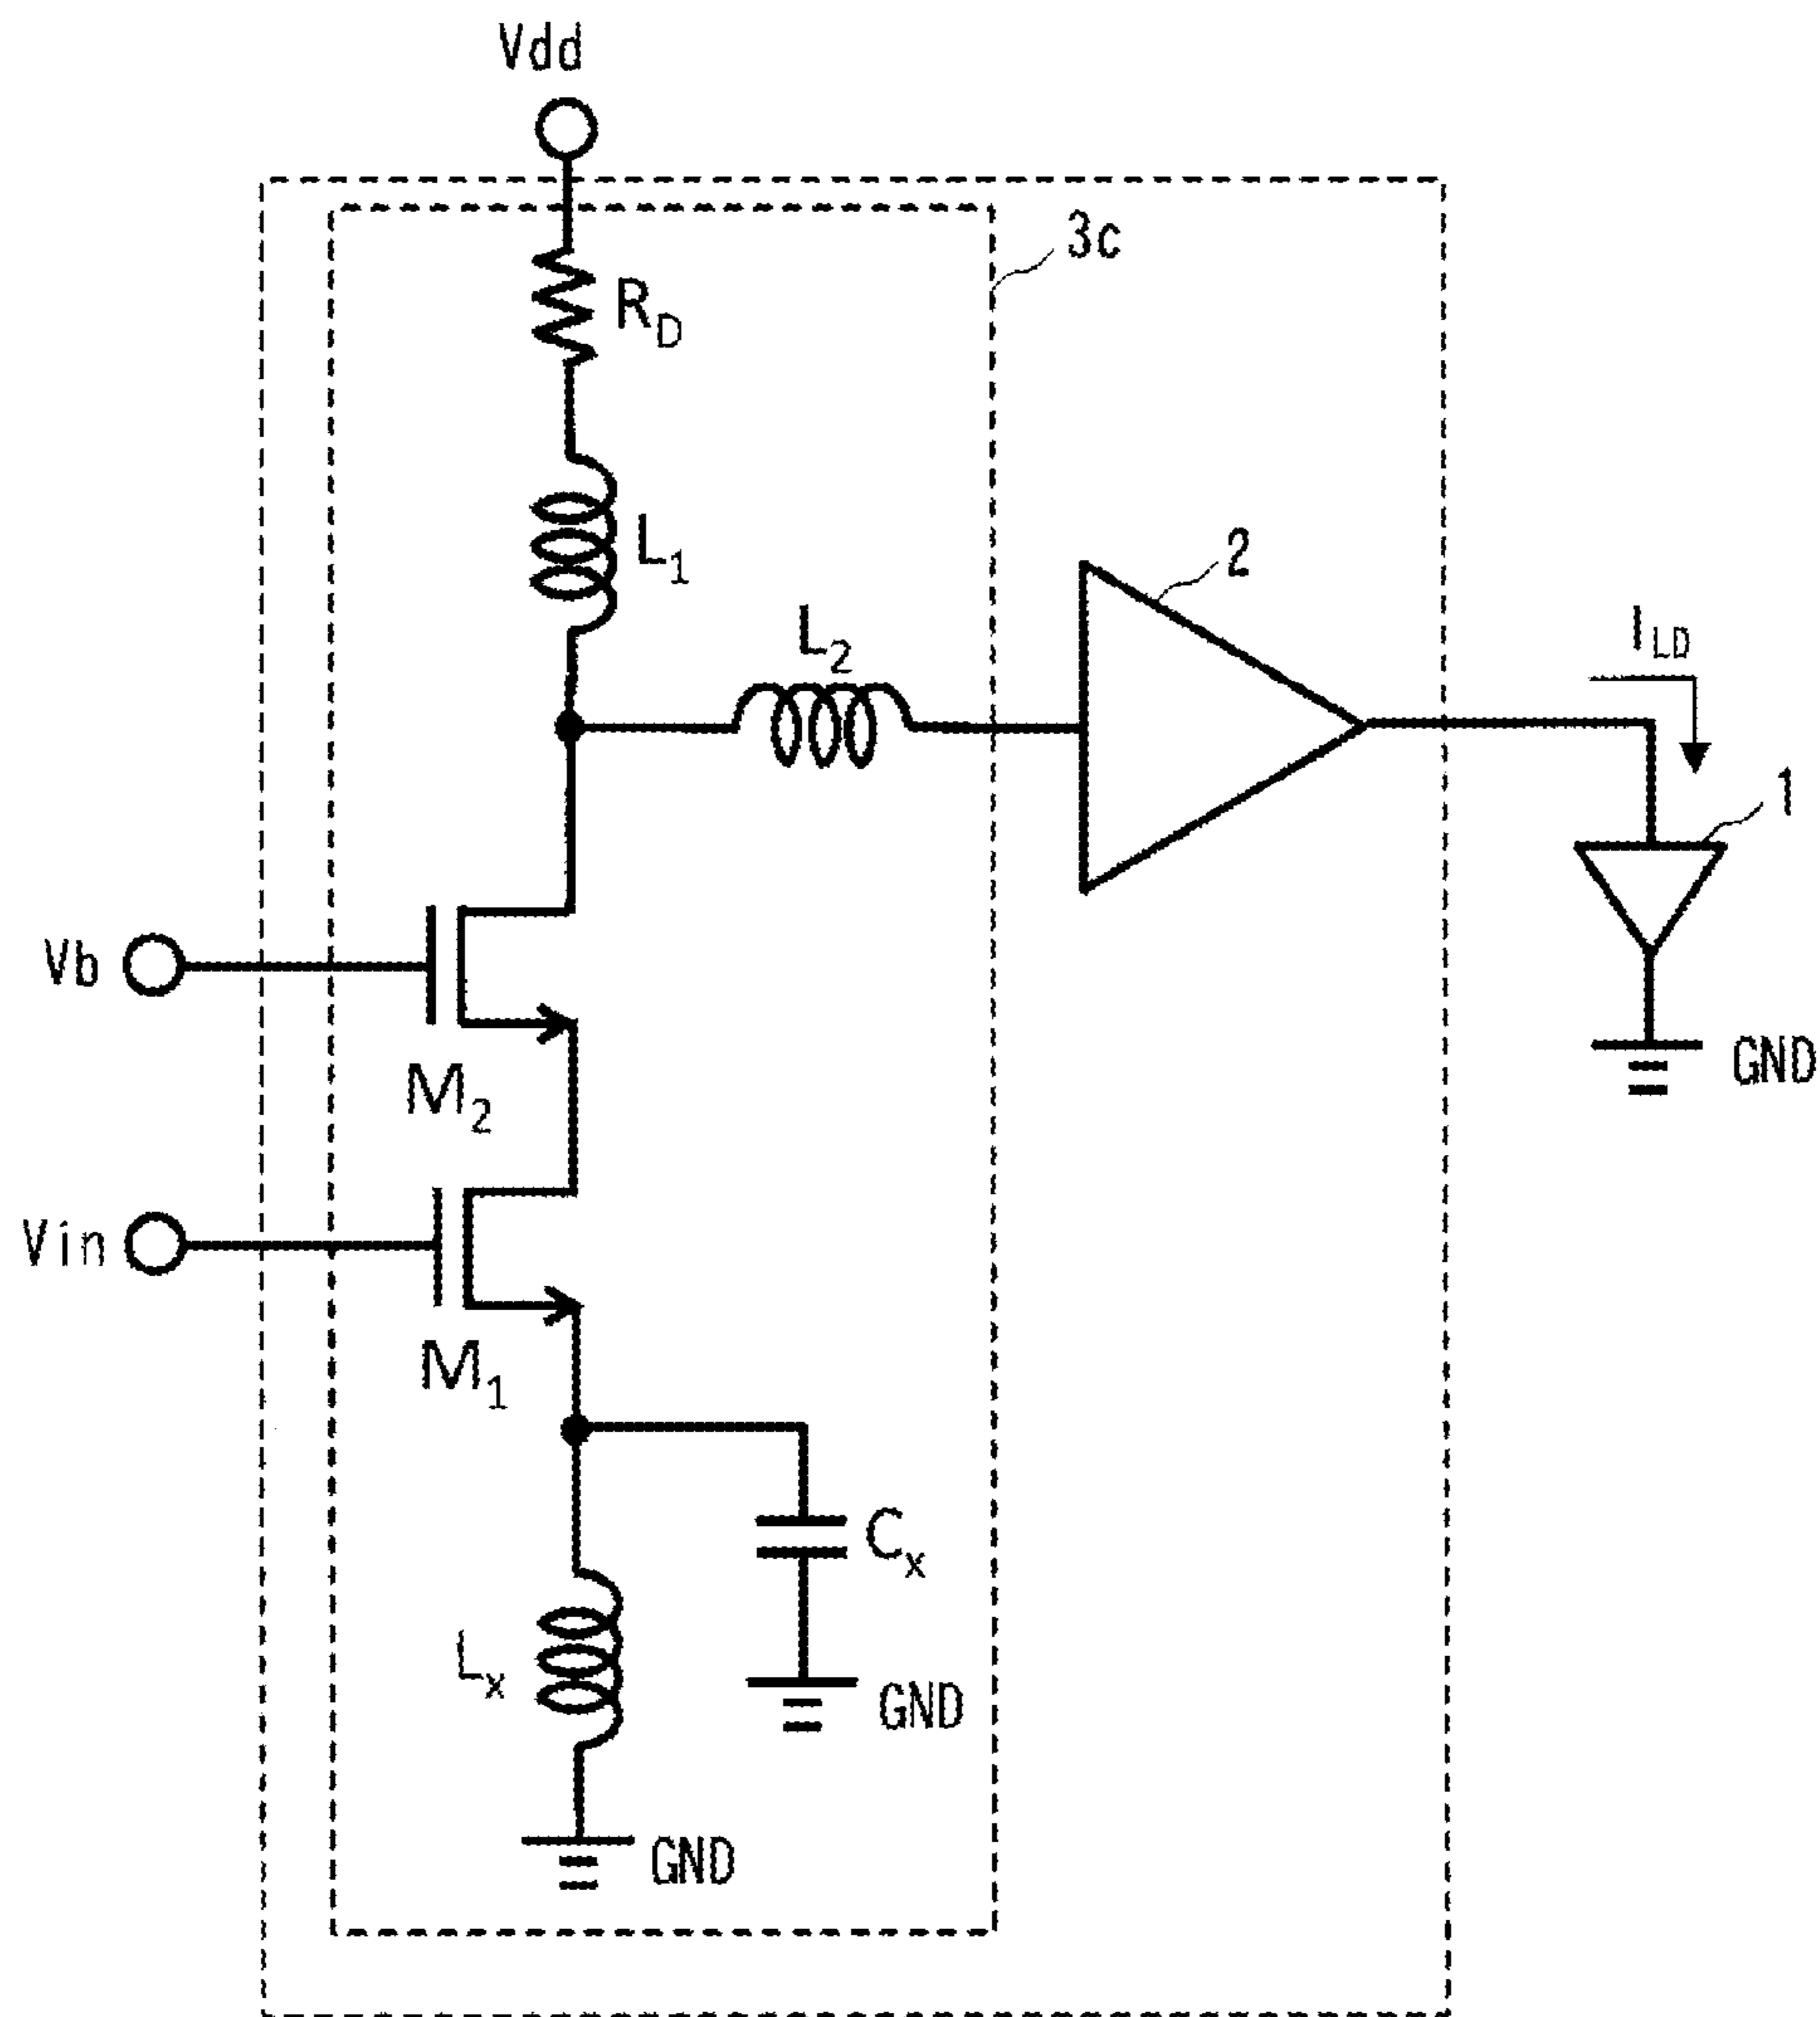 Vdd
3c
R_D
L_1
2
L_2
I_LD
1
Vb
M_2
GND
Vin
M_1
C_x
L_x
GND
GND